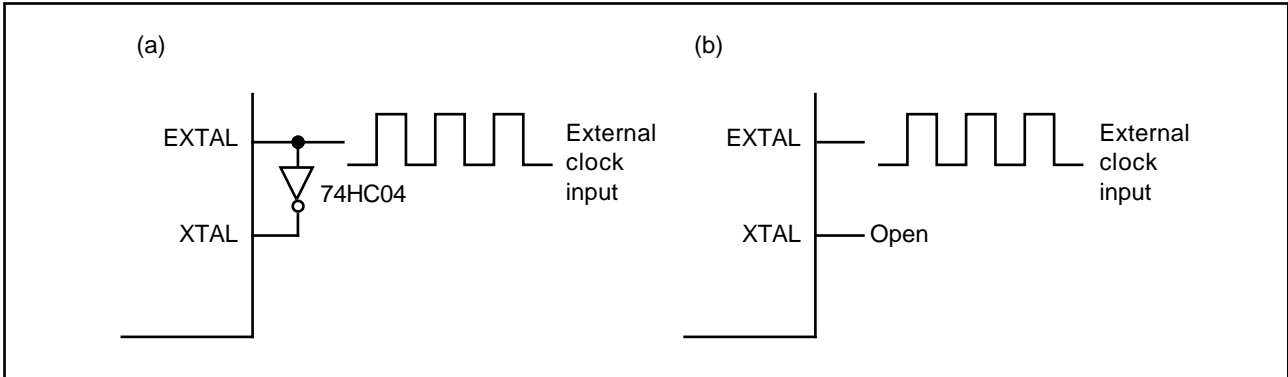 (a)
EXTAL
External
clock
input
74HC04
XTAL
(b)
EXTAL
External
clock
input
XTAL
Open